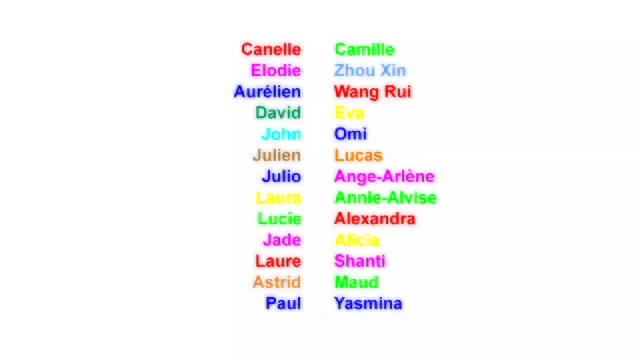 Canelle Camille
Elodie Zhou Xin
Aurélien Wang Rui
David Eva
John Omi
Julien Lucas
Julio Ange-Arlène
Laura Annie-Alvise
Lucie Alexandra
Jade Alicia
Laure Shanti
Astrid Maud
Paul Yasmina